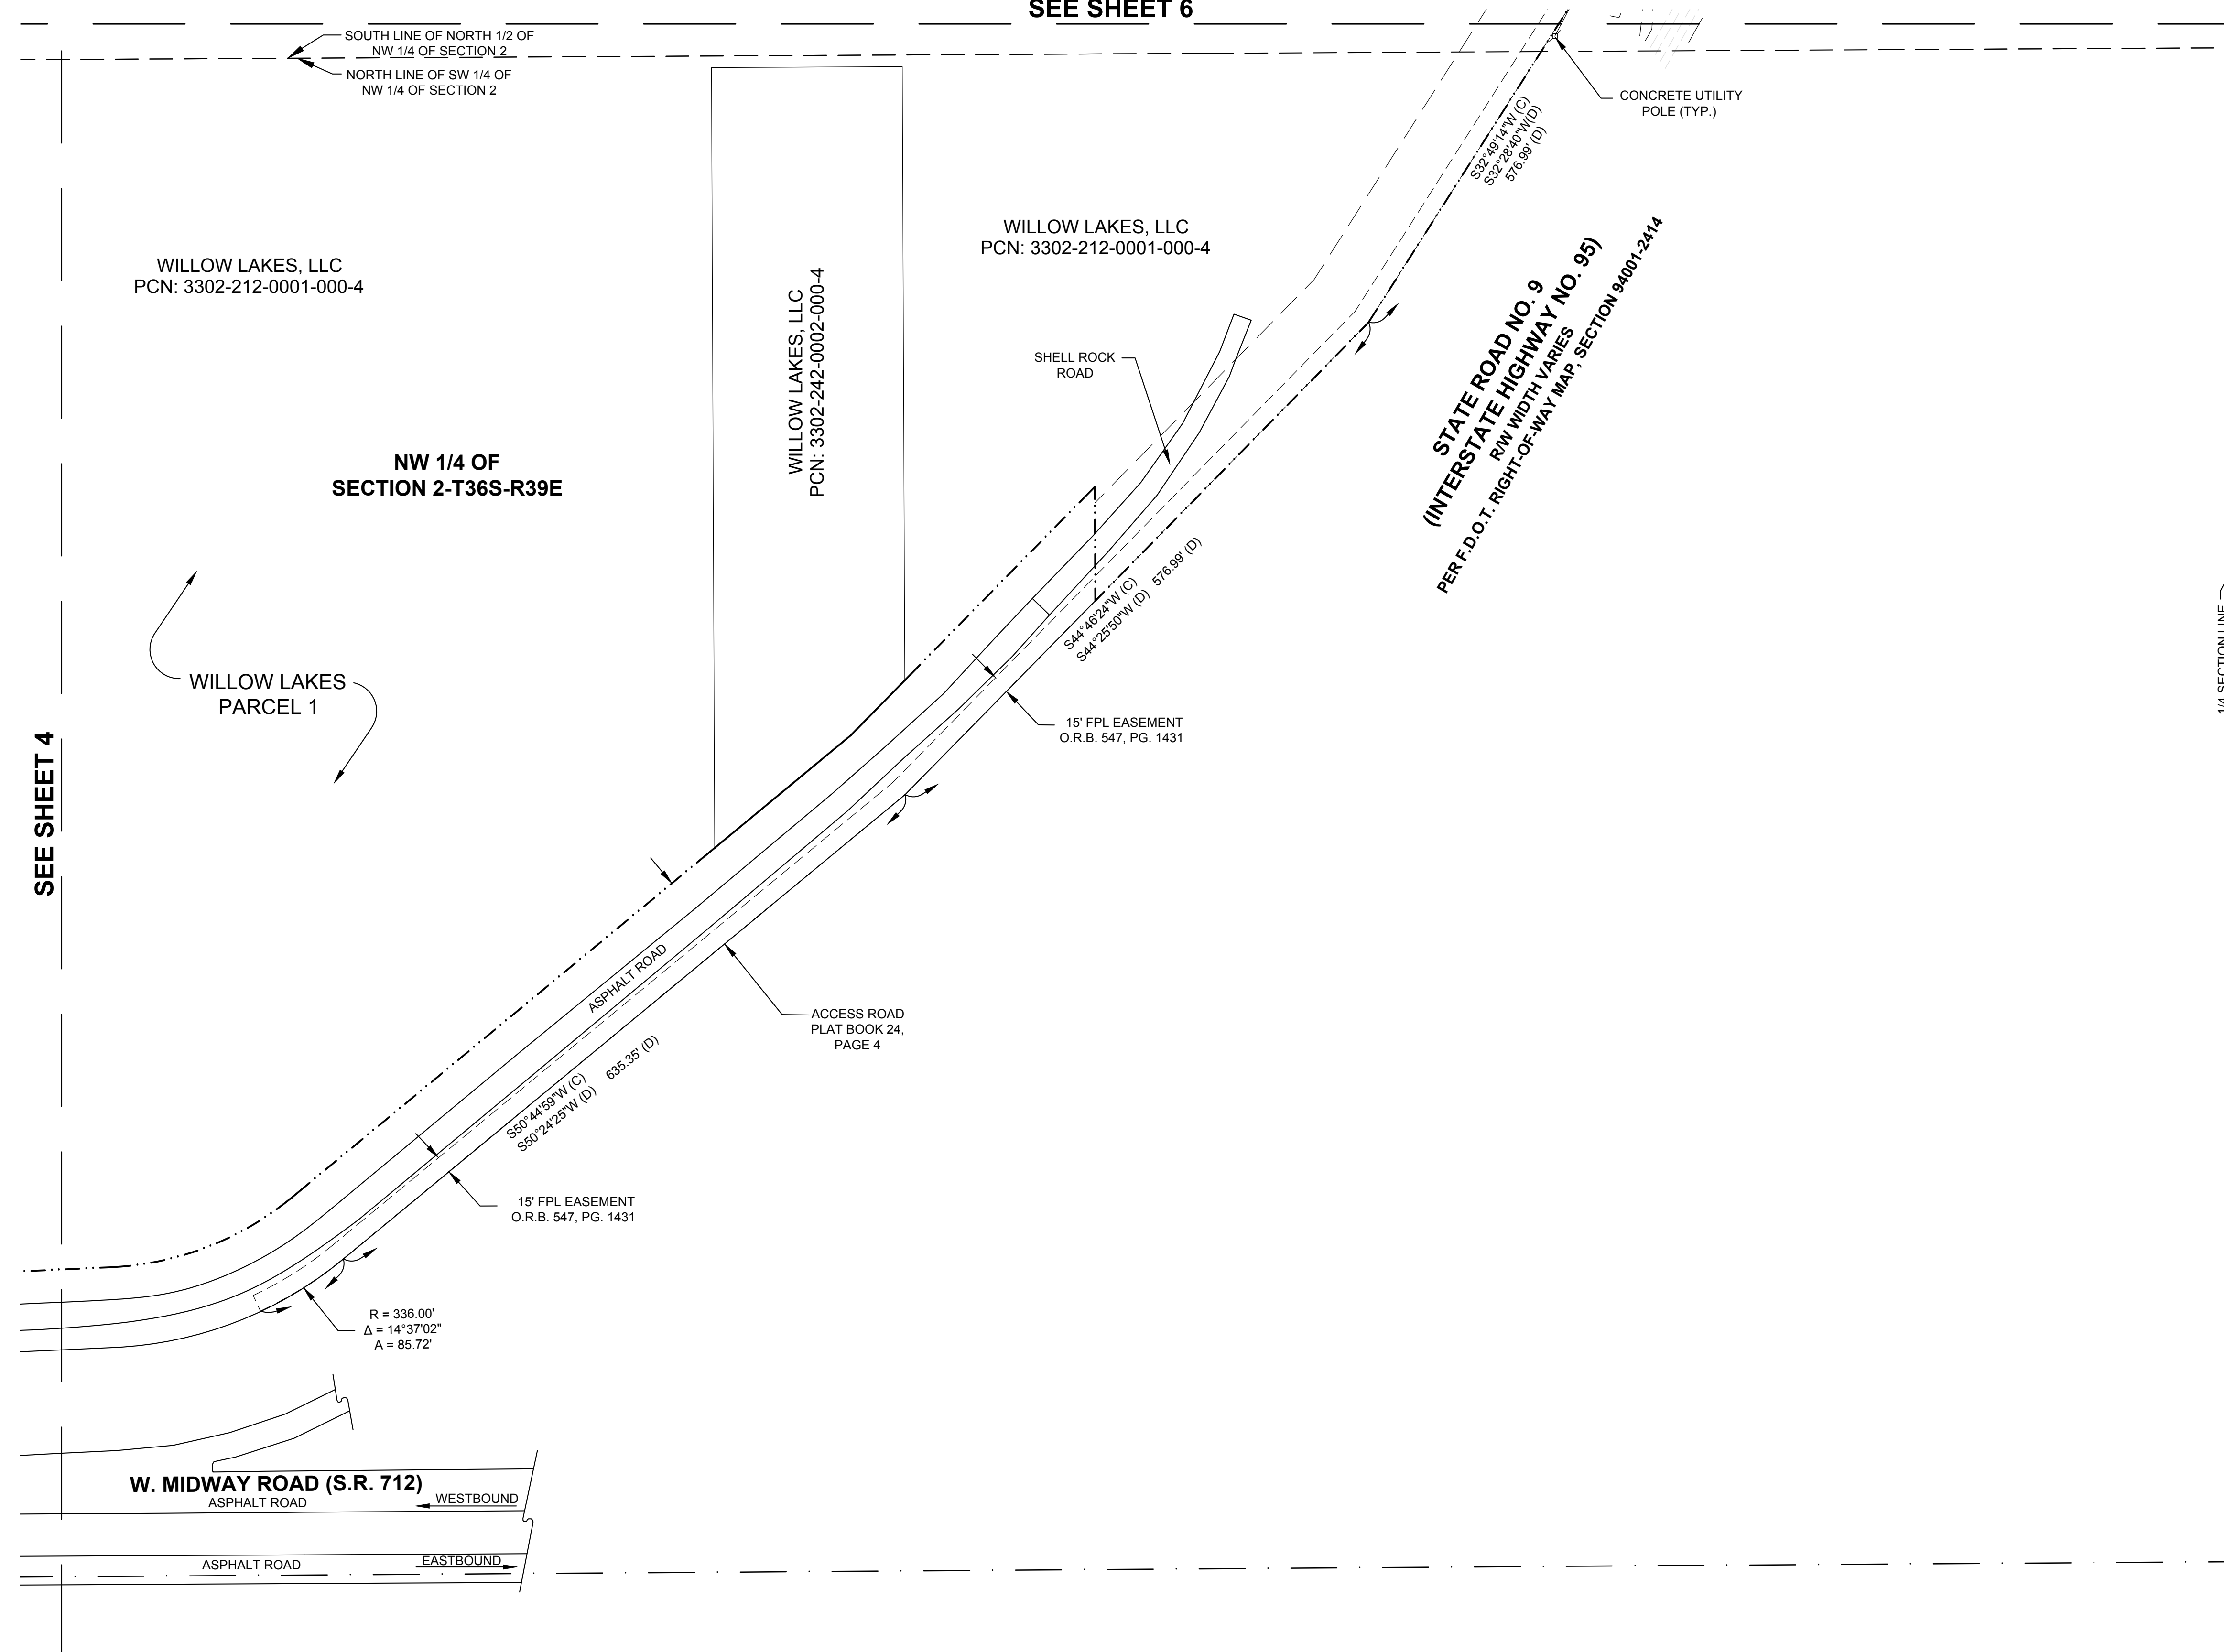 SEE SHEET 6
SOUTH LINE OF NORTH 1/2 OF
NW 1/4 OF SECTION 2
NORTH LINE OF SW 1/4 OF
NW 1/4 OF SECTION 2
CONCRETE UTILITY
POLE (TYP.)
S32°49'14"W (C)
S32°28'40"W(D)
576.99' (D)
WILLOW LAKES, LLC
PCN: 3302-212-0001-000-4
WILLOW LAKES, LLC
PCN: 3302-212-0001-000-4
WILLOW LAKES, LLC
PCN: 3302-242-0002-000-4
STATE ROAD NO. 9
(INTERSTATE HIGHWAY NO. 95)
R/W WIDTH VARIES
PER F.D.O.T. RIGHT-OF-WAY MAP, SECTION 94001-2414
SHELL ROCK
ROAD
NW 1/4 OF
SECTION 2-T36S-R39E
S44°46'24"W (C)
S44°25'50"W (D) 576.99' (D)
1/4 SECTION LINE
WILLOW LAKES
PARCEL 1
15' FPL EASEMENT
O.R.B. 547, PG. 1431
SEE SHEET 4
ASPHALT ROAD
ACCESS ROAD
PLAT BOOK 24,
PAGE 4
S50°44'59"W (C)
S50°24'25"W (D) 635.35' (D)
15' FPL EASEMENT
O.R.B. 547, PG. 1431
R = 336.00'
Δ = 14°37'02"
A = 85.72'
W. MIDWAY ROAD (S.R. 712)
ASPHALT ROAD
WESTBOUND
ASPHALT ROAD
EASTBOUND